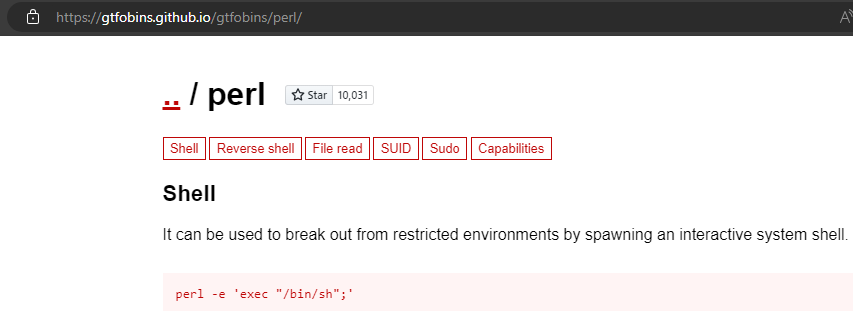 https://gtfobins.github.io/gtfobins/perl/
.. / perl Star 10,031
Shell Reverse shell File read SUID Sudo Capabilities
Shell
It can be used to break out from restricted environments by spawning an interactive system shell.
perl -e 'exec "/bin/sh";'